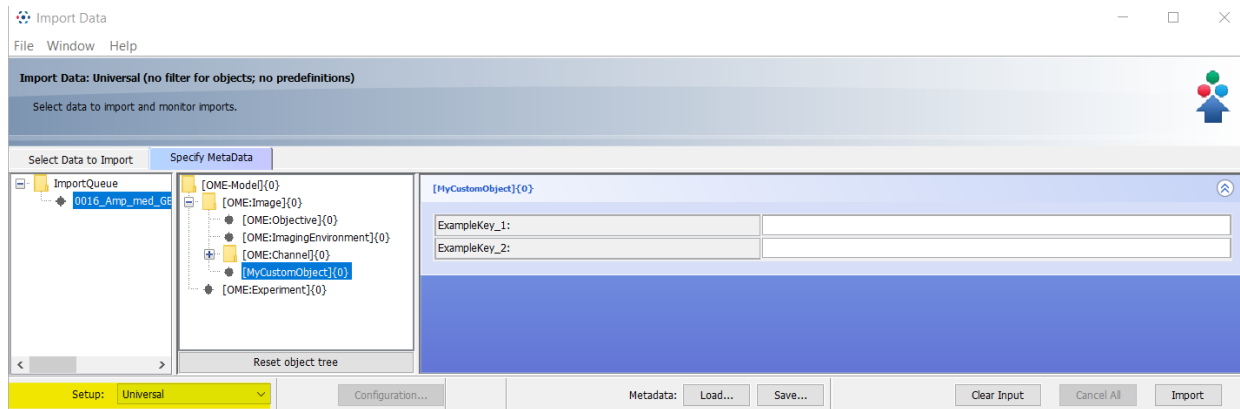 Import Data
File Window Help
Import Data: Universal (no filter for objects; no predefinitions)
Select data to import and monitor imports.
Select Data to Import Specify MetaData
ImportQueue
0016_Amp_med_GE
[OME-Model]{0}
[OME:Image]{0}
[OME:Objective]{0}
[OME:ImagingEnvironment]{0}
[OME:Channel]{0}
[MyCustomObject]{0}
[OME:Experiment]{0}
Reset object tree
[MyCustomObject]{0}
ExampleKey_1:
ExampleKey_2:
Setup: Universal Configuration... Metadata: Load... Save... Clear Input Cancel All Import